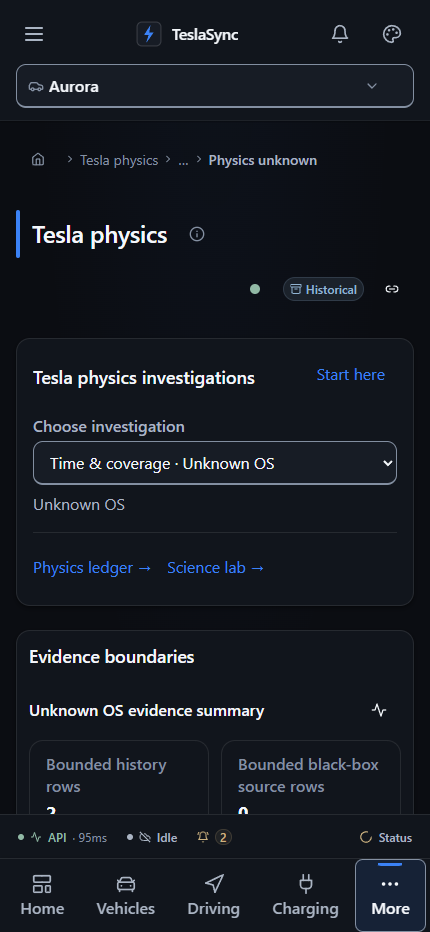 TeslaSync
Aurora
Tesla physics
...
Physics unknown
Tesla physics
Historical
Tesla physics investigations
Start here
Choose investigation
Time & coverage · Unknown OS
Unknown OS
Physics ledger →
Science lab →
Evidence boundaries
Unknown OS evidence summary
Bounded history
rows
2
Bounded black-box
source rows
0
API · 95ms
Idle
2
Status
Home
Vehicles
Driving
Charging
More